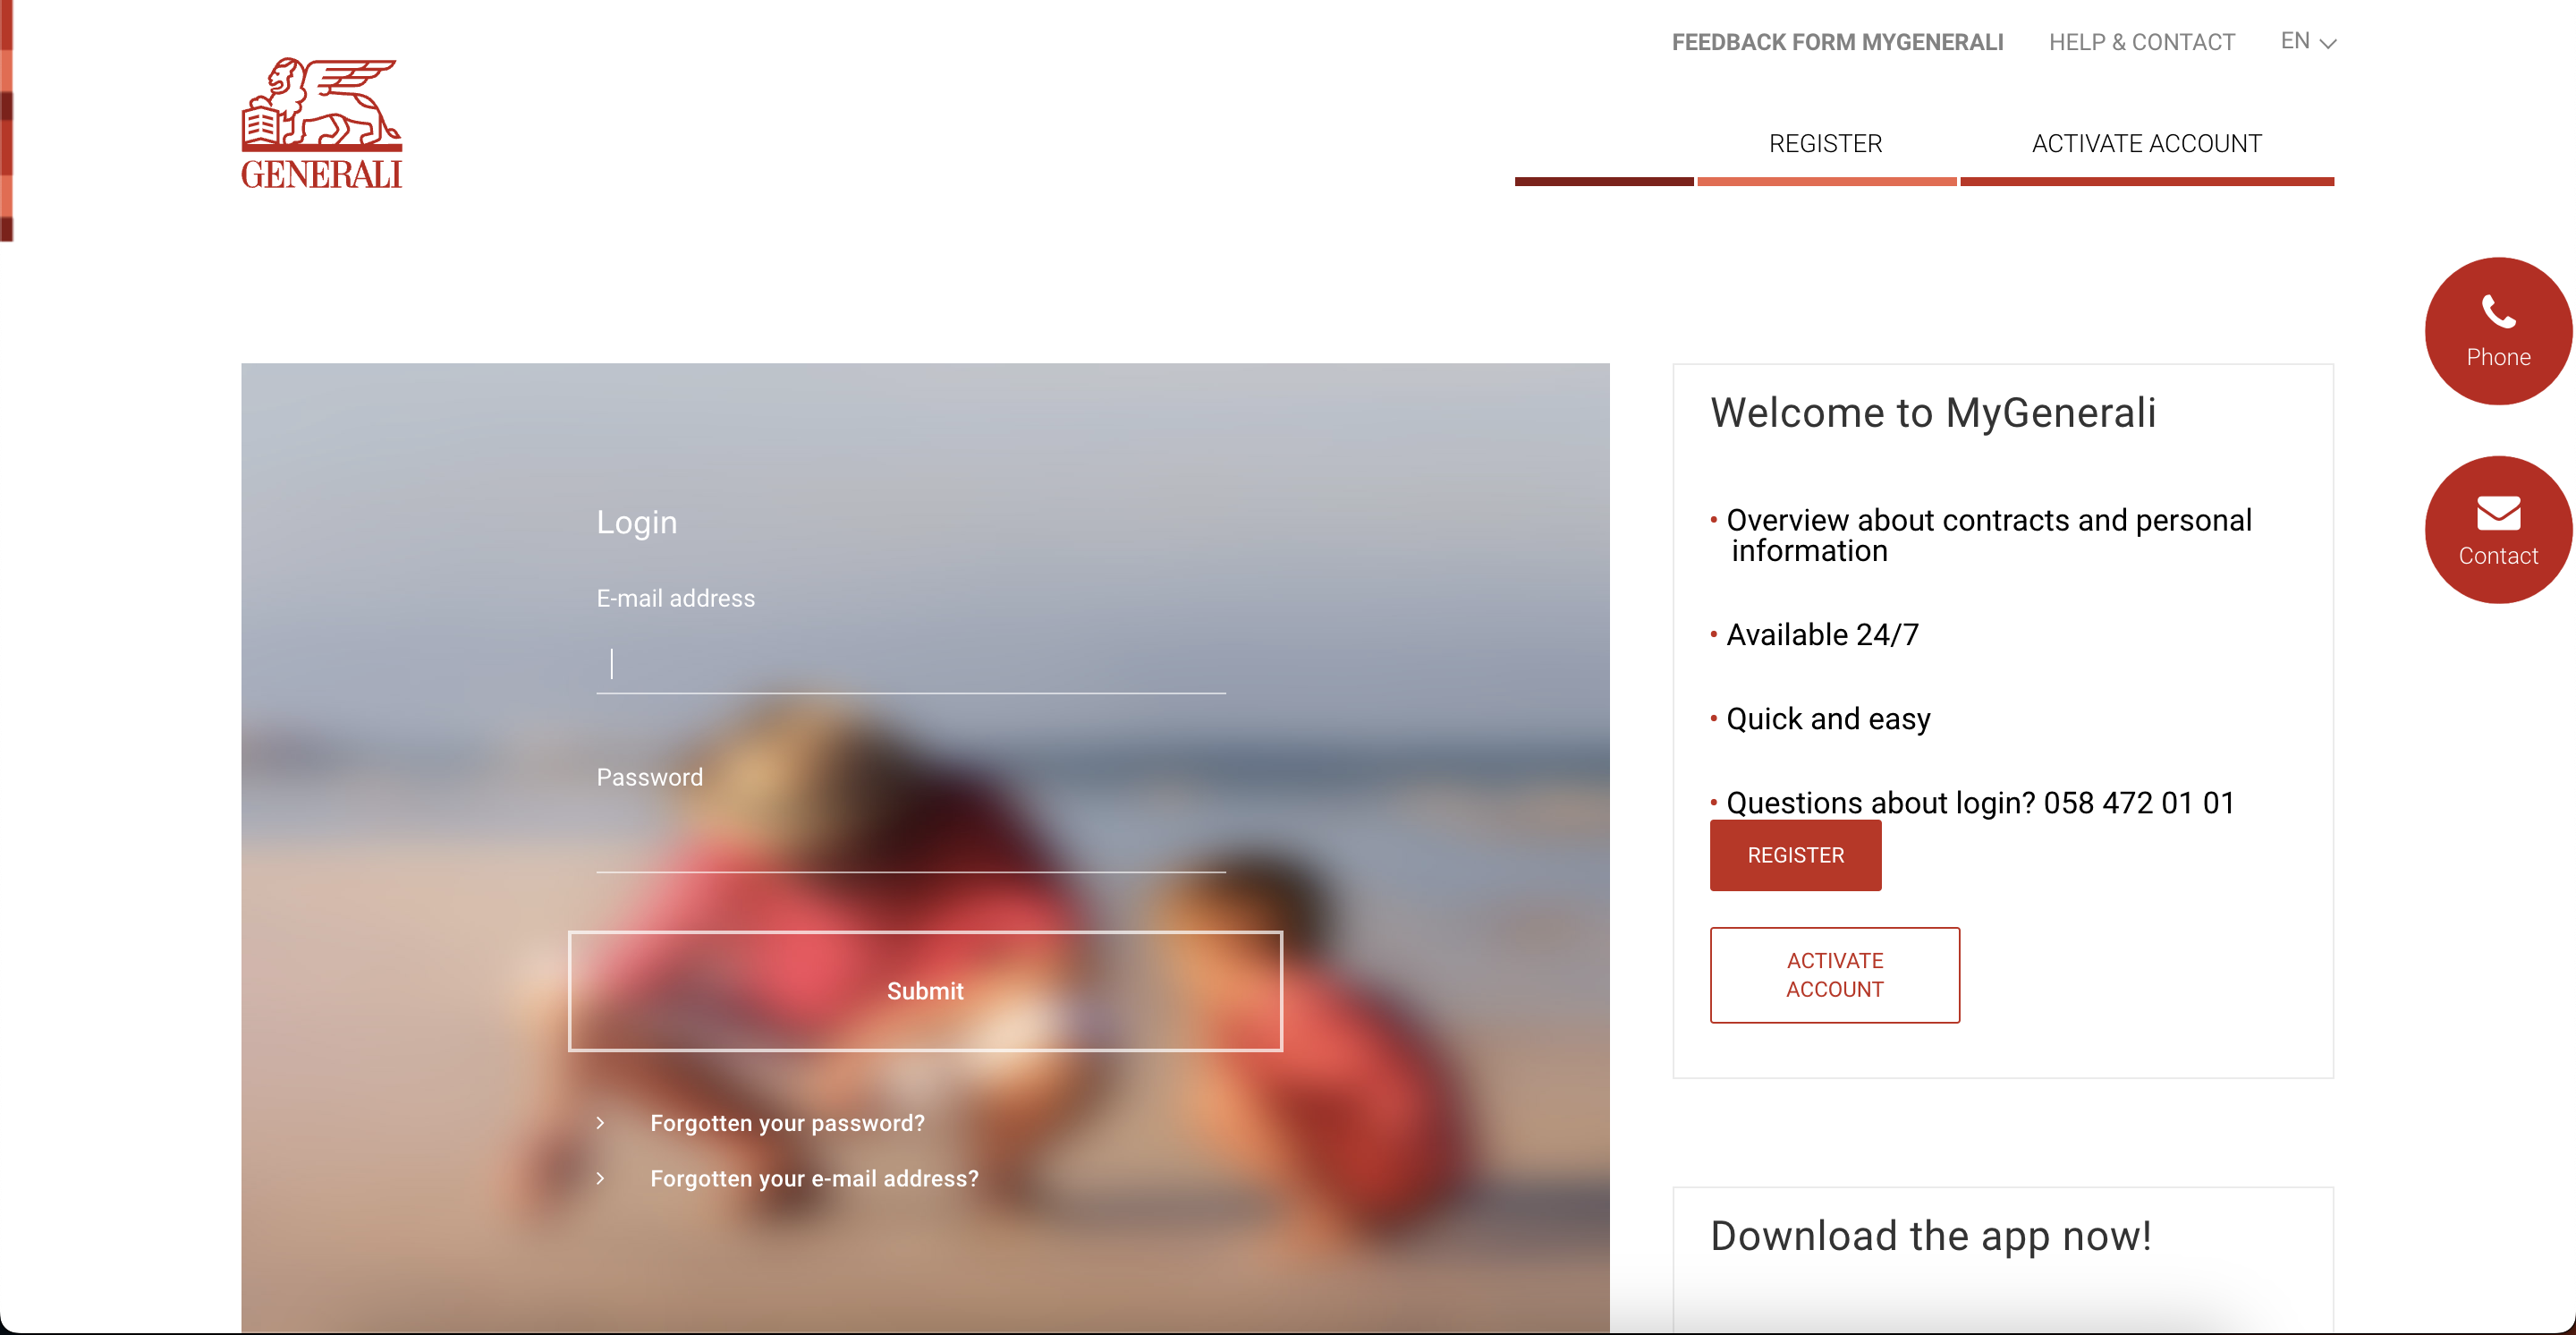 FEEDBACK FORM MYGENERALI HELP & CONTACT EN
GENERALI
REGISTER ACTIVATE ACCOUNT
Phone
Contact
Login
E-mail address
Password
Submit
Forgotten your password?
Forgotten your e-mail address?
Welcome to MyGenerali
• Overview about contracts and personal
information
• Available 24/7
• Quick and easy
• Questions about login? 058 472 01 01
REGISTER
ACTIVATE
ACCOUNT
Download the app now!